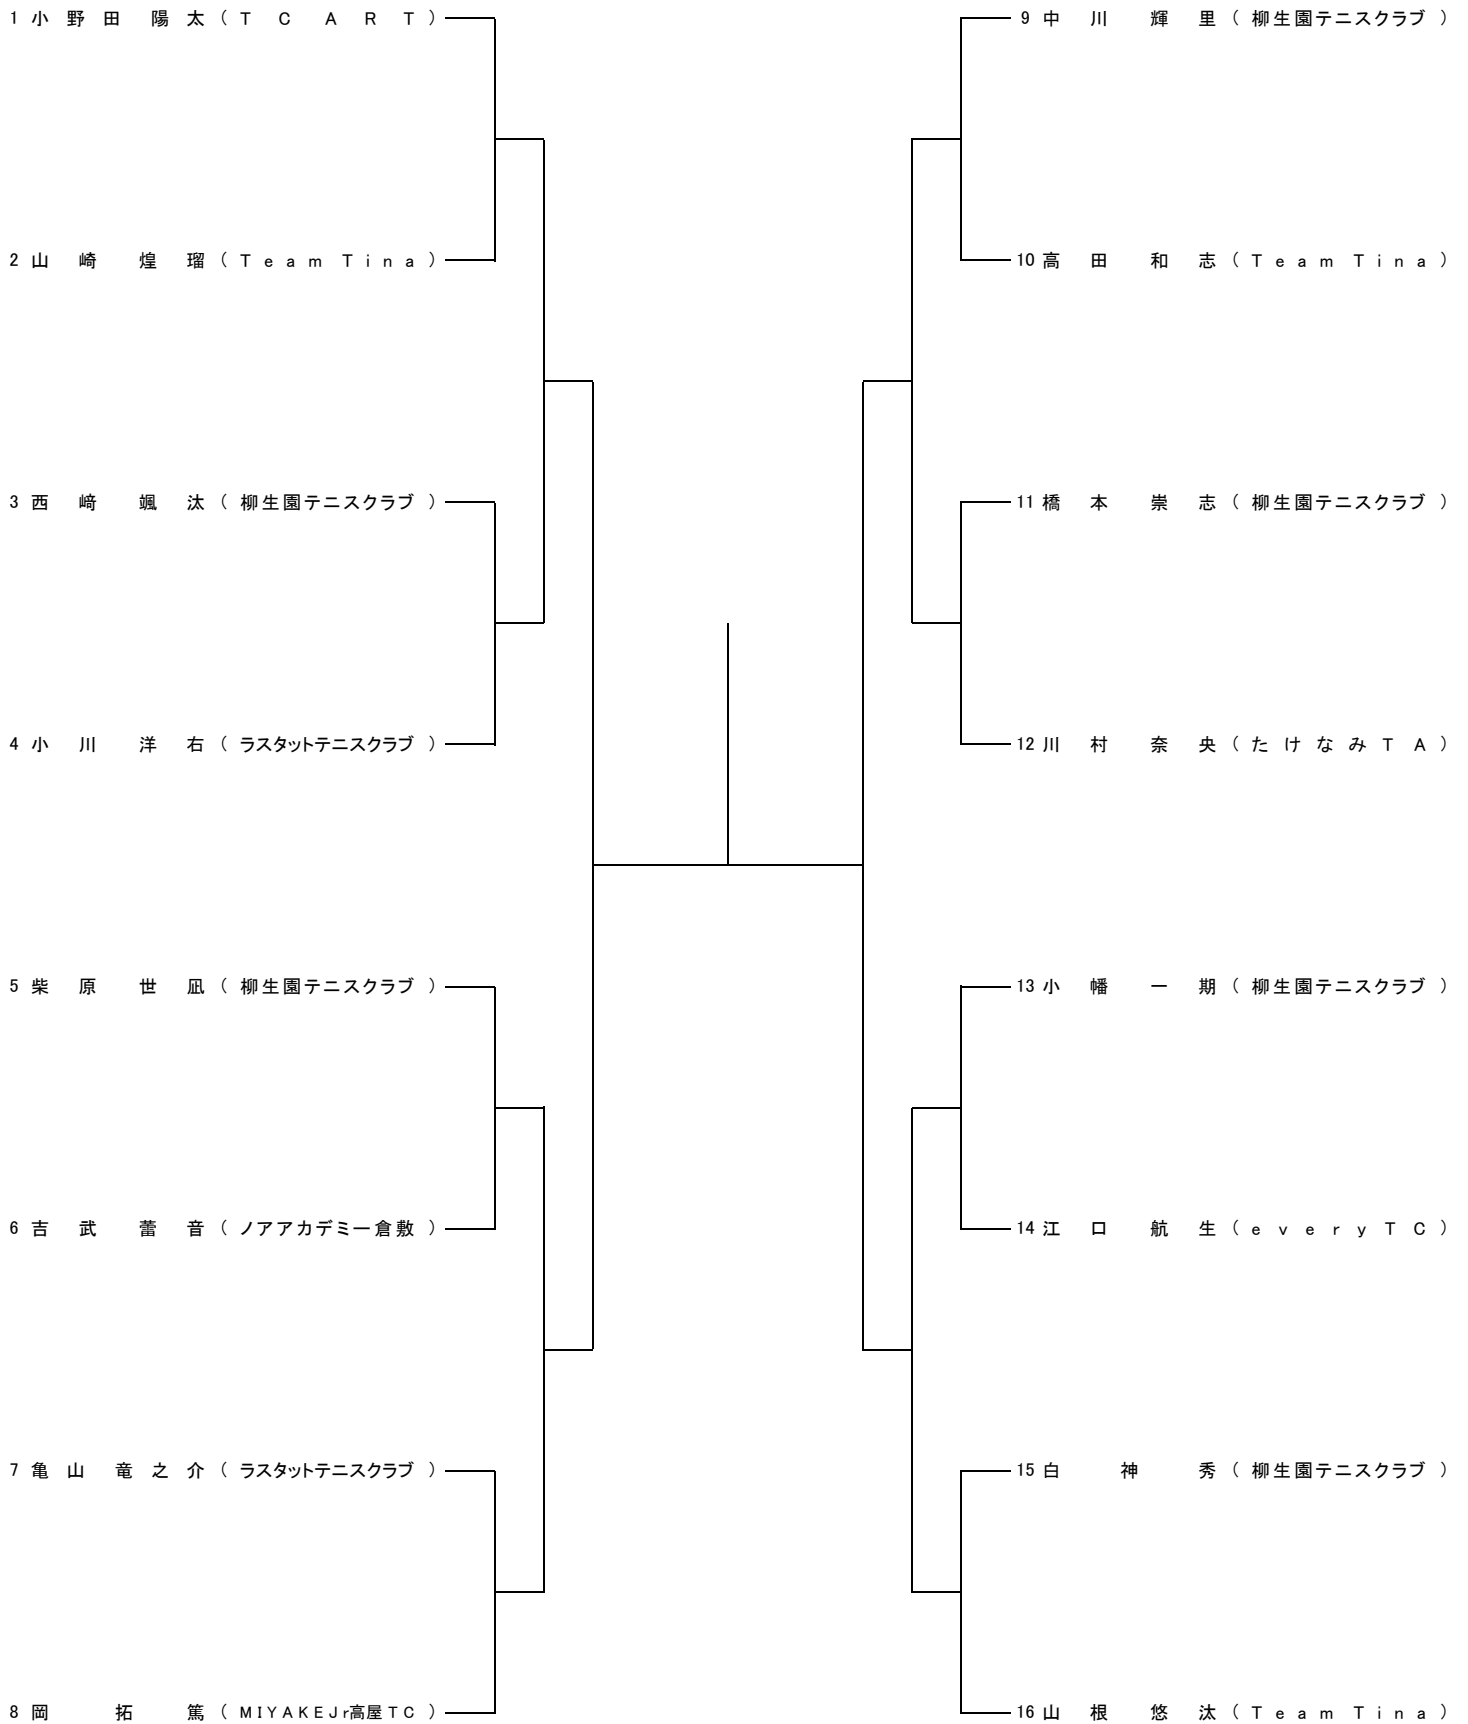 1 小野田 陽太 (TCART)
2 山崎 煌瑠 (Team Tina)
3 西﨑 颯汰 (柳生園テニスクラブ)
4 小川 洋右 (ラスタットテニスクラブ)
5 柴原 世凪 (柳生園テニスクラブ)
6 吉武 蕾音 (ノアアカデミー倉敷)
7 亀山 竜之介 (ラスタットテニスクラブ)
8 岡 拓篤 (MIYAKEJr高屋TC)
9 中川 輝里 (柳生園テニスクラブ)
10 高田 和志 (Team Tina)
11 橋本 崇志 (柳生園テニスクラブ)
12 川村 奈央 (たけなみTA)
13 小幡 一期 (柳生園テニスクラブ)
14 江口 航生 (everyTC)
15 白神 秀 (柳生園テニスクラブ)
16 山根 悠汰 (Team Tina)